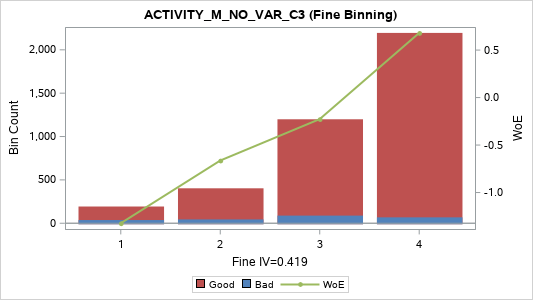 ACTIVITY_M_NO_VAR_C3 (Fine Binning)
2,000
1,500
1,000
500
0
Bin Count
0.5
0.0
-0.5
-1.0
WoE
1 2 3 4
Fine IV=0.419
Good Bad WoE